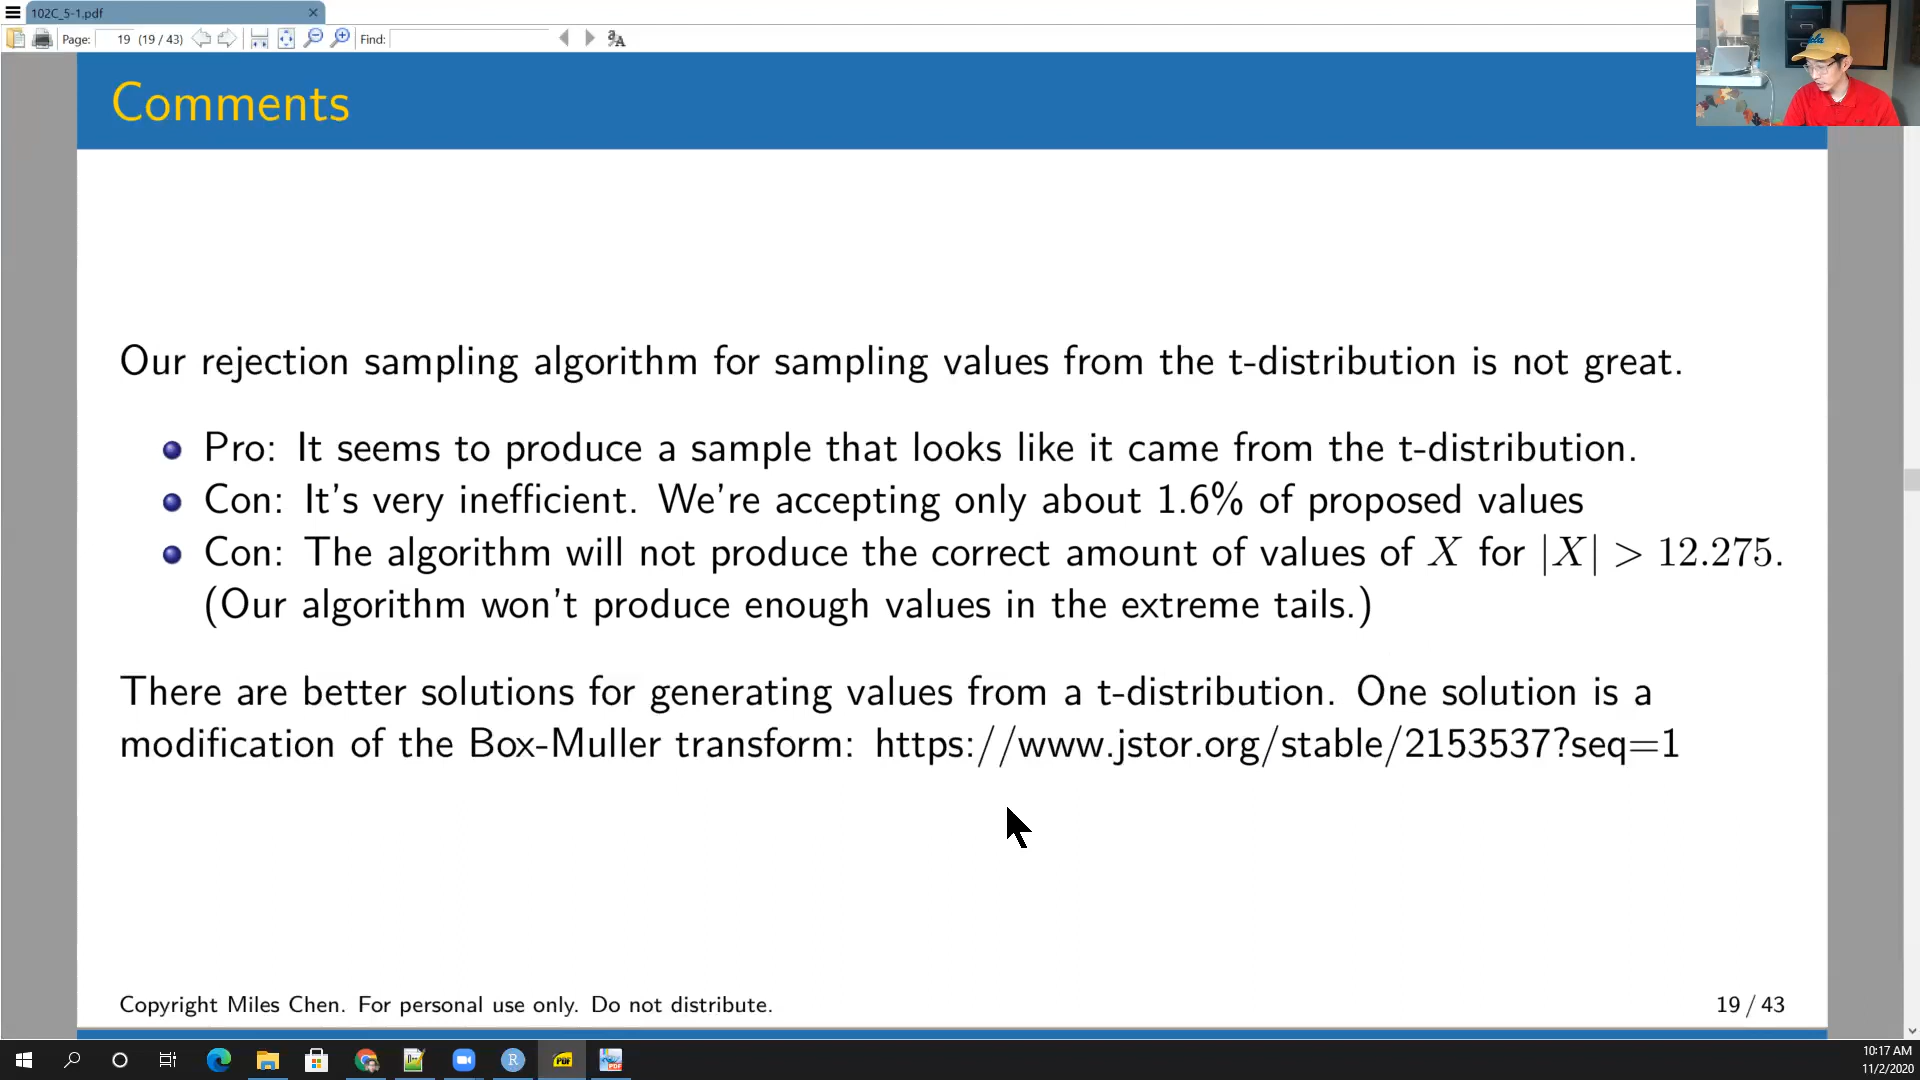 102C_5-1.pdf
Page: 19 (19 / 43) Find:
Comments
Our rejection sampling algorithm for sampling values from the t-distribution is not great.
Pro: It seems to produce a sample that looks like it came from the t-distribution.
Con: It's very inefficient. We're accepting only about 1.6% of proposed values
Con: The algorithm will not produce the correct amount of values of X for |X| > 12.275.
(Our algorithm won't produce enough values in the extreme tails.)
There are better solutions for generating values from a t-distribution. One solution is a
modification of the Box-Muller transform: https://www.jstor.org/stable/2153537?seq=1
Copyright Miles Chen. For personal use only. Do not distribute.
19 / 43
10:17 AM
11/2/2020